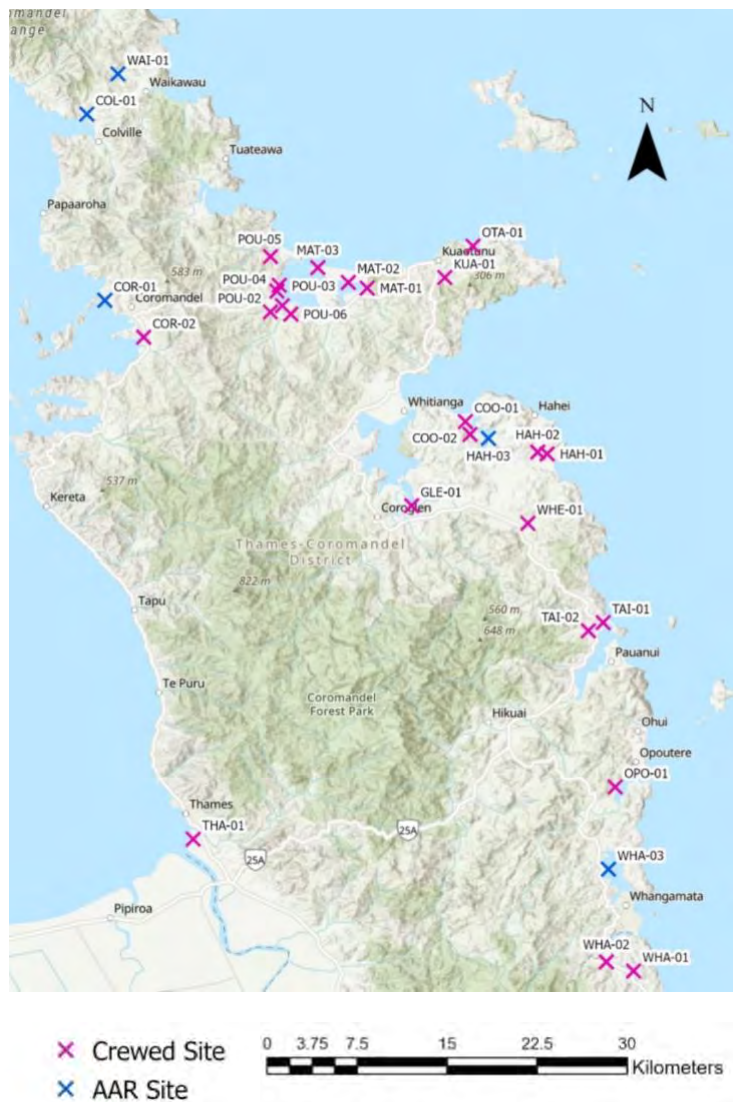 omandel
ange
WAI-01
Waikawau
COL-01
Colville
Tuateawa
N
Papaaroha
OTA-01
POU-05
MAT-03
Kuaotunu
583 m
POU-04
MAT-02
KUA-01
COR-01
POU-03
306 m
Coromandel
POU-02
MAT-01
COR-02
POU-06
Whitianga
COO-01
Hahei
COO-02
HAH-02
HAH-03
HAH-01
537 m
Kereta
GLE-01
Coroglen
WHE-01
Thames-Coromandel
District
822 m
560 m
Tapu
TAI-02
TAI-01
648 m
Pauanui
Te Puru
Coromandel
Forest Park
Hikuai
Ohui
Opoutere
OPO-01
Thames
THA-01
25A
25A
WHA-03
Whangamata
Pipiroa
WHA-02
WHA-01
Crewed Site
AAR Site
0 3.75 7.5 15 22.5 30
Kilometers